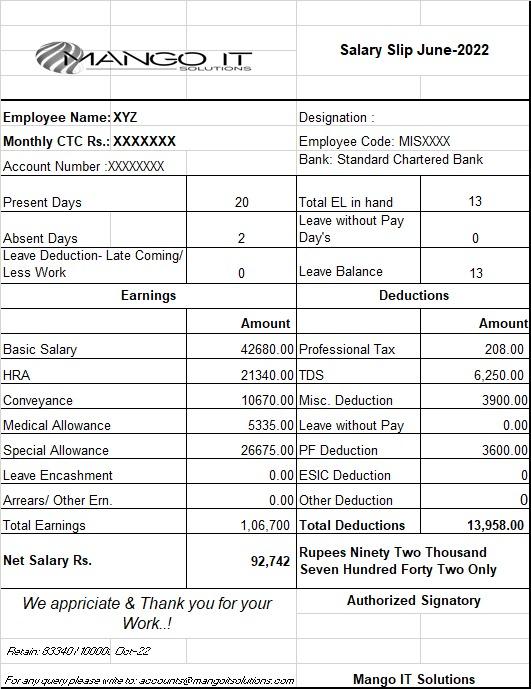 MANGO IT
SOLUTIONS
Salary Slip June-2022
Employee Name: XYZ Designation :
Monthly CTC Rs.: XXXXXXX Employee Code: MISXXXX
Account Number :XXXXXXXX Bank: Standard Chartered Bank
Present Days 20 Total EL in hand 13
Absent Days 2 Leave without Pay Day's 0
Leave Deduction- Late Coming/ Less Work 0 Leave Balance 13
Earnings Deductions
Amount Amount
Basic Salary 42680.00 Professional Tax 208.00
HRA 21340.00 TDS 6,250.00
Conveyance 10670.00 Misc. Deduction 3900.00
Medical Allowance 5335.00 Leave without Pay 0.00
Special Allowance 26675.00 PF Deduction 3600.00
Leave Encashment 0.00 ESIC Deduction 0
Arrears/ Other Ern. 0.00 Other Deduction 0
Total Earnings 1,06,700 Total Deductions 13,958.00
Net Salary Rs. 92,742 Rupees Ninety Two Thousand
Seven Hundred Forty Two Only
We appriciate & Thank you for your
Work..!
Authorized Signatory
Retain: 83340/10000: Oct-22
For any query please write to: accounts@mangoitsolutions.com Mango IT Solutions